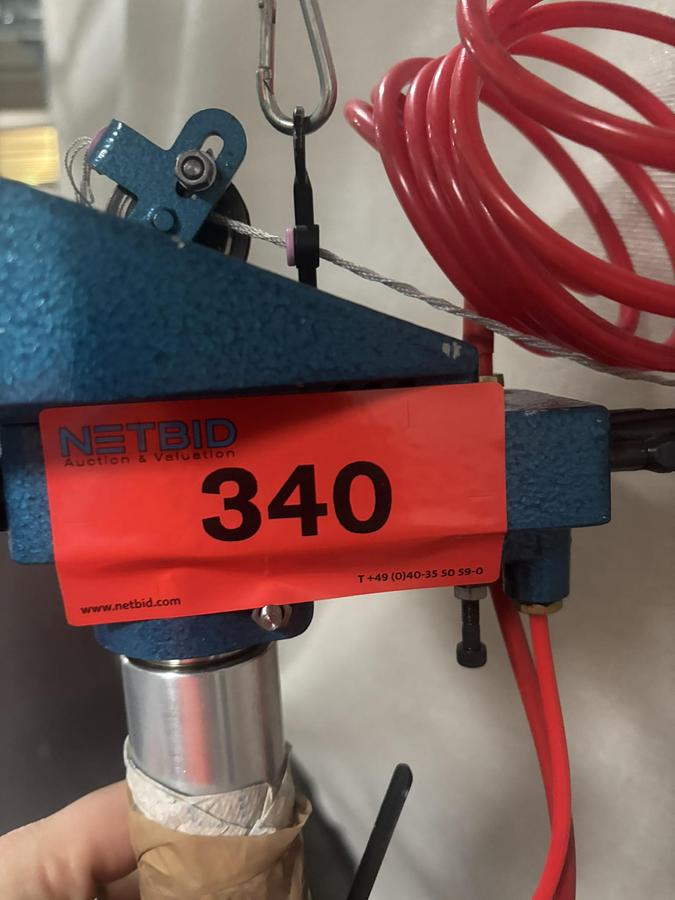 NETBID
Auction & Valuation
340
T +49 (0)40-35 50 59-0
www.netbid.com